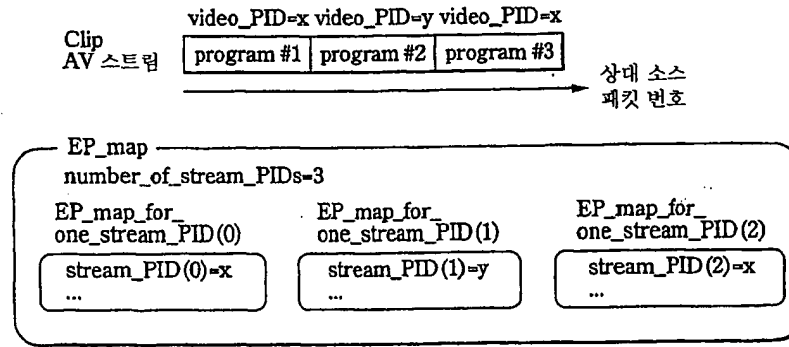 video_PID=x video_PID=y video_PID=x
Clip
AV 스트림
program #1 program #2 program #3
상대 소스
패킷 번호
EP_map
number_of_stream_PIDs=3
EP_map_for_
one_stream_PID(0)
EP_map_for_
one_stream_PID(1)
EP_map_for_
one_stream_PID(2)
stream_PID(0)=x
...
stream_PID(1)=y
...
stream_PID(2)=x
...